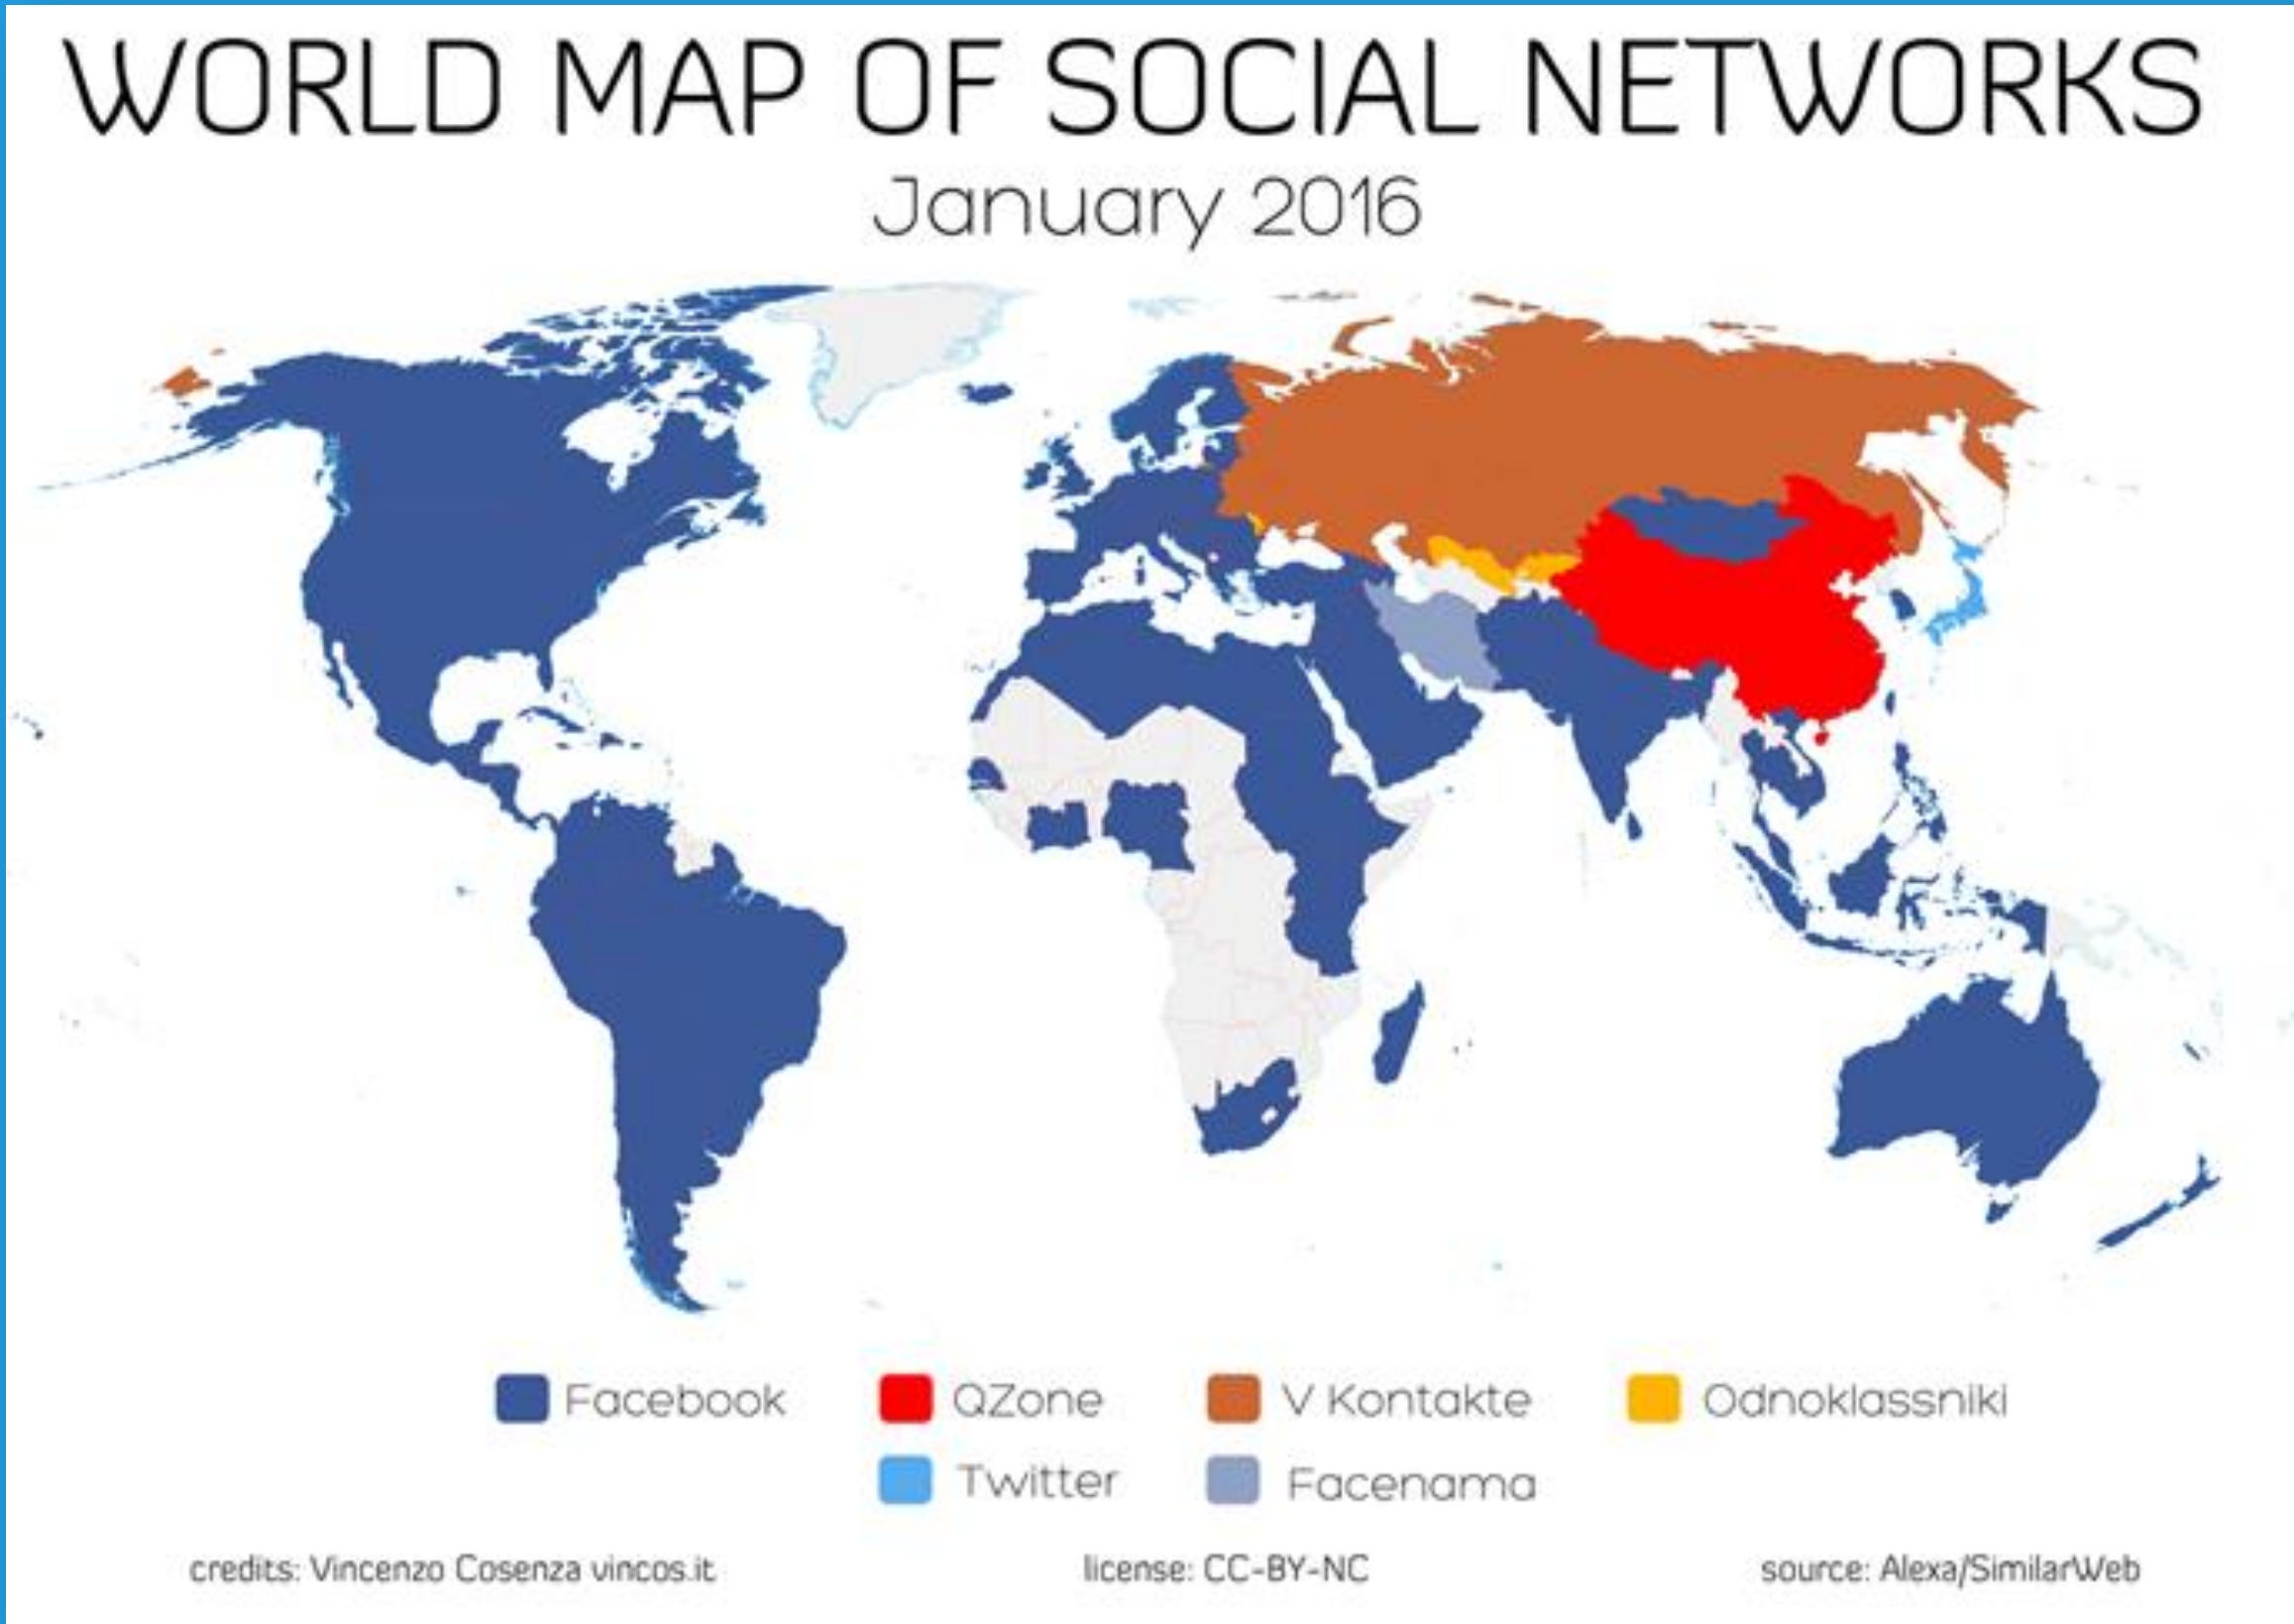 WORLD MAP OF SOCIAL NETWORKS
January 2016
Facebook QZone V Kontakte Odnoklassniki
Twitter Facenama
credits: Vincenzo Cosenza vincos.it license: CC-BY-NC source: Alexa/SimilarWeb